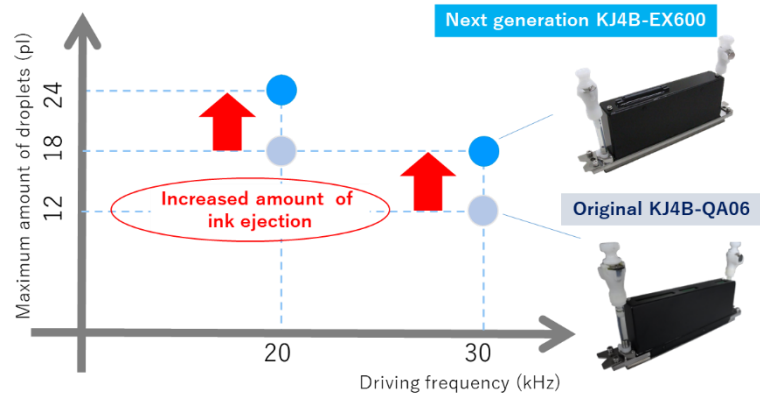 Next generation KJ4B-EX600
Maximum amount of droplets (pl)
24
18
12
Increased amount of
ink ejection
Original KJ4B-QA06
20
30
Driving frequency (kHz)